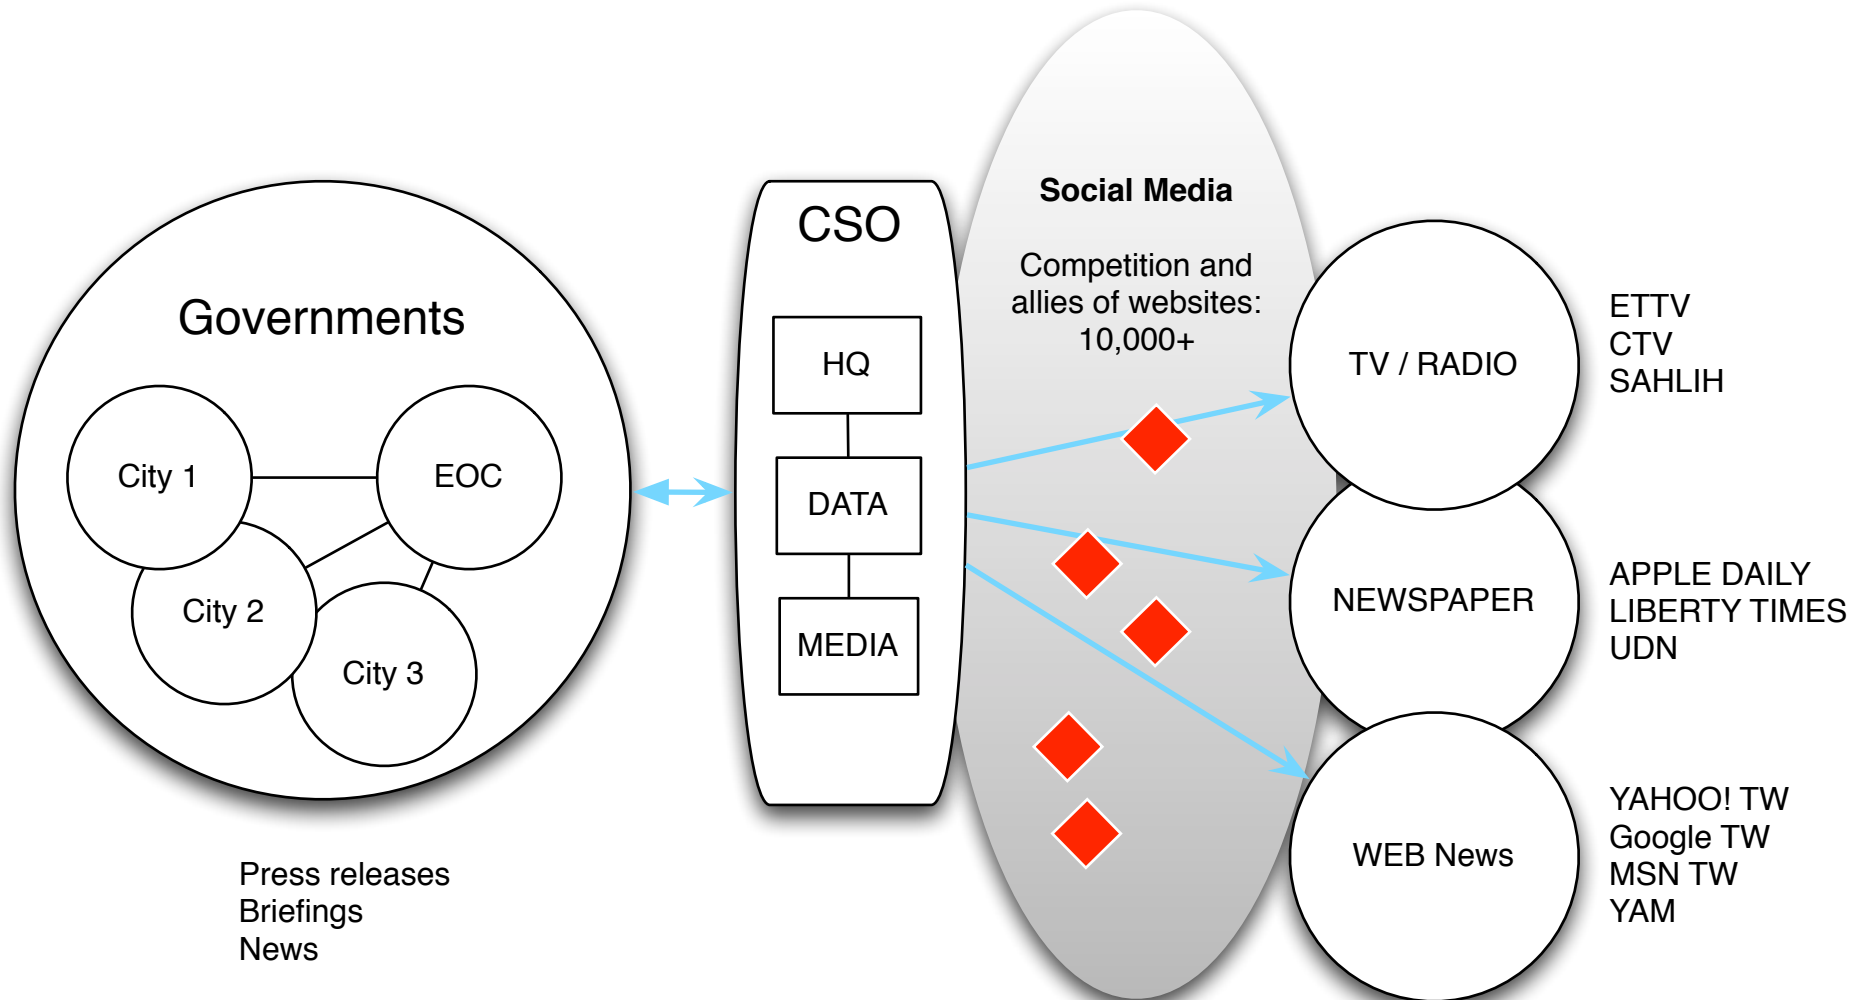 Governments
City 1
EOC
City 2
City 3
Press releases
Briefings
News
CSO
HQ
DATA
MEDIA
Social Media
Competition and
allies of websites:
10,000+
TV / RADIO
ETTV
CTV
SAHLIH
NEWSPAPER
APPLE DAILY
LIBERTY TIMES
UDN
WEB News
YAHOO! TW
Google TW
MSN TW
YAM